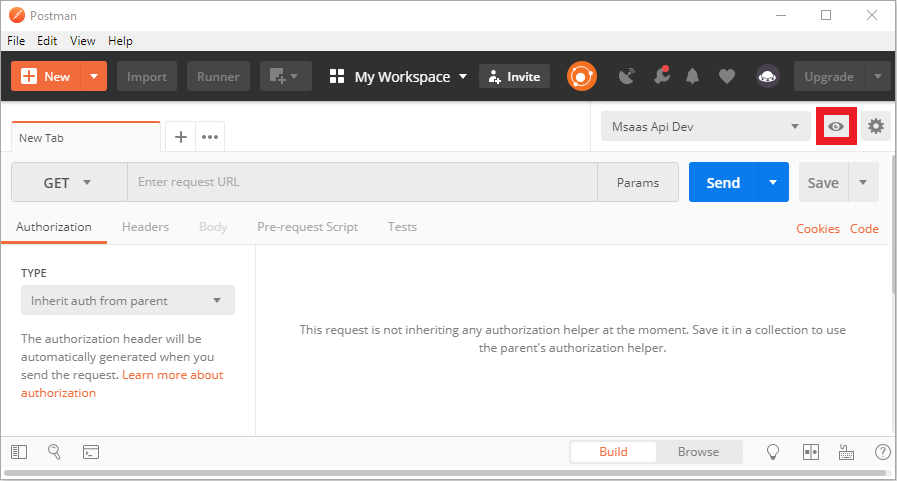 Postman
File Edit View Help
New Import Runner My Workspace Invite Upgrade
New Tab
Msaas Api Dev
GET Enter request URL Params Send Save
Authorization Headers Body Pre-request Script Tests Cookies Code
TYPE
Inherit auth from parent
The authorization header will be
automatically generated when you
send the request. Learn more about
authorization
This request is not inheriting any authorization helper at the moment. Save it in a collection to use
the parent's authorization helper.
Build Browse